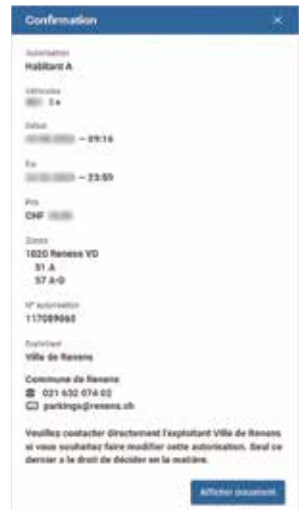 Confirmation ×
Autorisation
Habitant A
Véhicules
Début
– 09:16
Fin
– 23:59
Prix
CHF
Zones
1020 Renens VD
51 A
57 A-D
N° autorisation
117089060
Exploitant
Ville de Renens
Commune de Renens
021 632 074 02
parkings@renens.ch
Veuillez contacter directement l'exploitant Ville de Renens
si vous souhaitez faire modifier cette autorisation. Seul ce
dernier a le droit de décider en la matière.
Afficher document